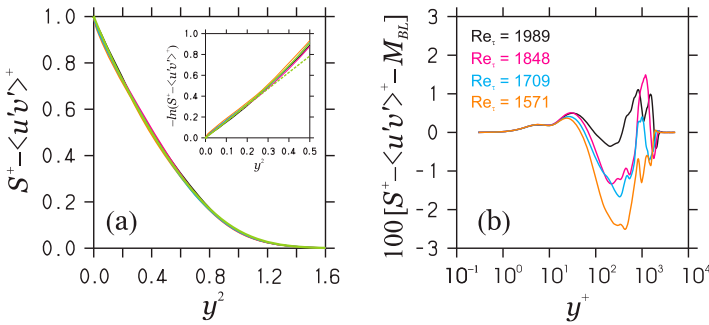 S⁺−<u'v'>⁺
1.0
0.8
0.6
0.4
0.2
0.0
0.0 0.4 0.8 1.2 1.6
y²
(a)
−ln(S⁺−<u'v'>⁺)
1.0
0.8
0.6
0.4
0.2
0.0
0.0 0.1 0.2 0.3 0.4 0.5
y²
100[S⁺−<u'v'>⁺−M_BL]
3
2
1
0
-1
-2
-3
Re_τ = 1989
Re_τ = 1848
Re_τ = 1709
Re_τ = 1571
(b)
10⁻¹ 10⁰ 10¹ 10² 10³ 10⁴
y⁺